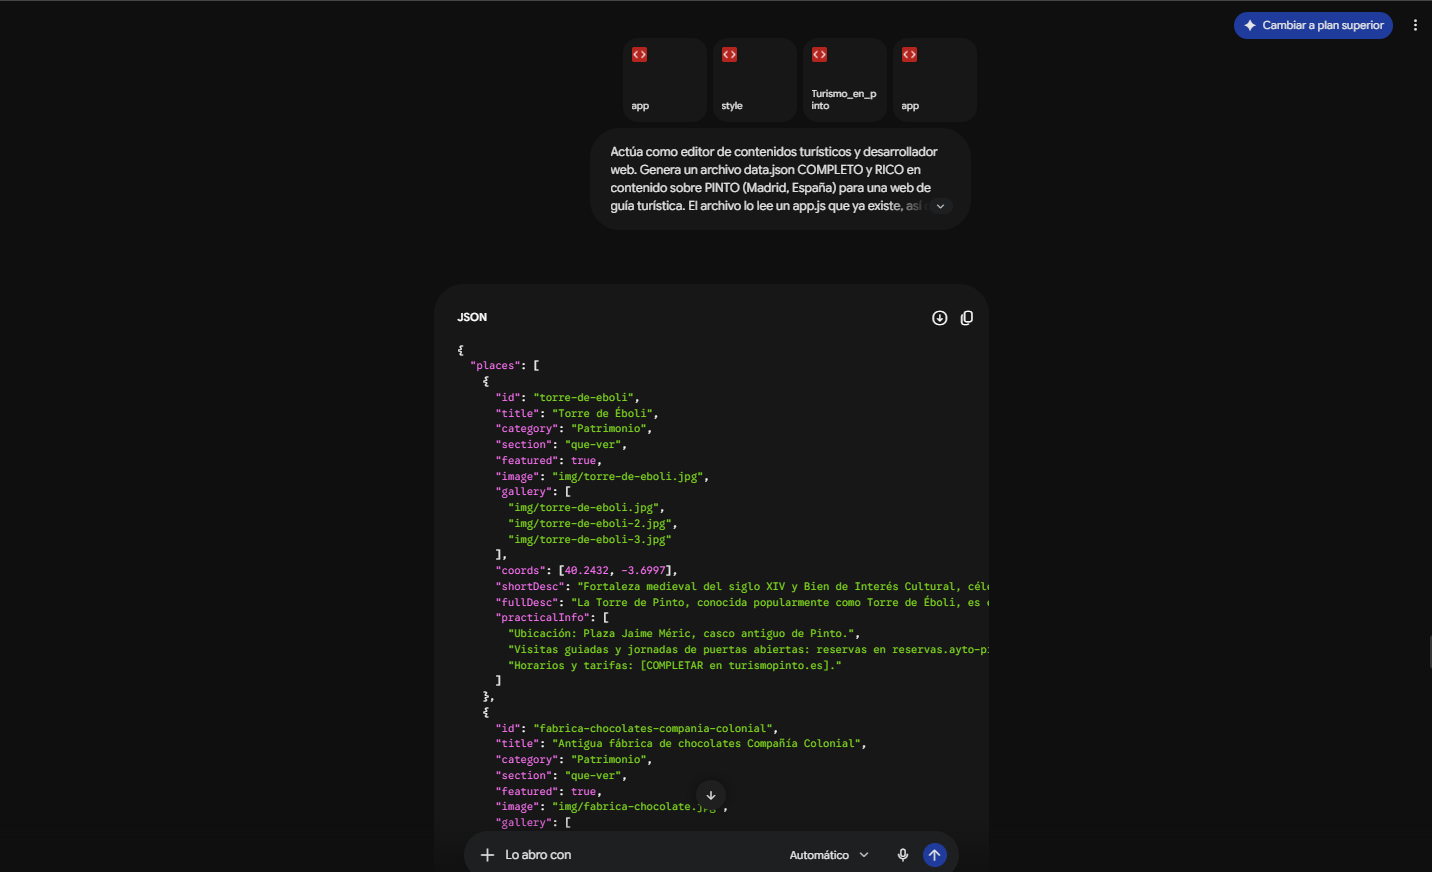 Cambiar a plan superior
app
style
Turismo_en_p
into
app
Actúa como editor de contenidos turísticos y desarrollador
web. Genera un archivo data.json COMPLETO y RICO en
contenido sobre PINTO (Madrid, España) para una web de
guía turística. El archivo lo lee un app.js que ya existe, así
JSON
{
"places": [
{
"id": "torre-de-eboli",
"title": "Torre de Éboli",
"category": "Patrimonio",
"section": "que-ver",
"featured": true,
"image": "img/torre-de-eboli.jpg",
"gallery": [
"img/torre-de-eboli.jpg",
"img/torre-de-eboli-2.jpg",
"img/torre-de-eboli-3.jpg"
],
"coords": [40.2432, -3.6997],
"shortDesc": "Fortaleza medieval del siglo XIV y Bien de Interés Cultural,
"fullDesc": "La Torre de Pinto, conocida popularmente como Torre de Éboli, es
"practicalInfo": [
"Ubicación: Plaza Jaime Méric, casco antiguo de Pinto.",
"Visitas guiadas y jornadas de puertas abiertas: reservas en reservas.ayto-pi
"Horarios y tarifas: [COMPLETAR en turismopinto.es]."
]
},
{
"id": "fabrica-chocolates-compania-colonial",
"title": "Antigua fábrica de chocolates Compañía Colonial",
"category": "Patrimonio",
"section": "que-ver",
"featured": true,
"image": "img/fabrica-chocolate.jpg",
"gallery": [
Lo abro con
Automático